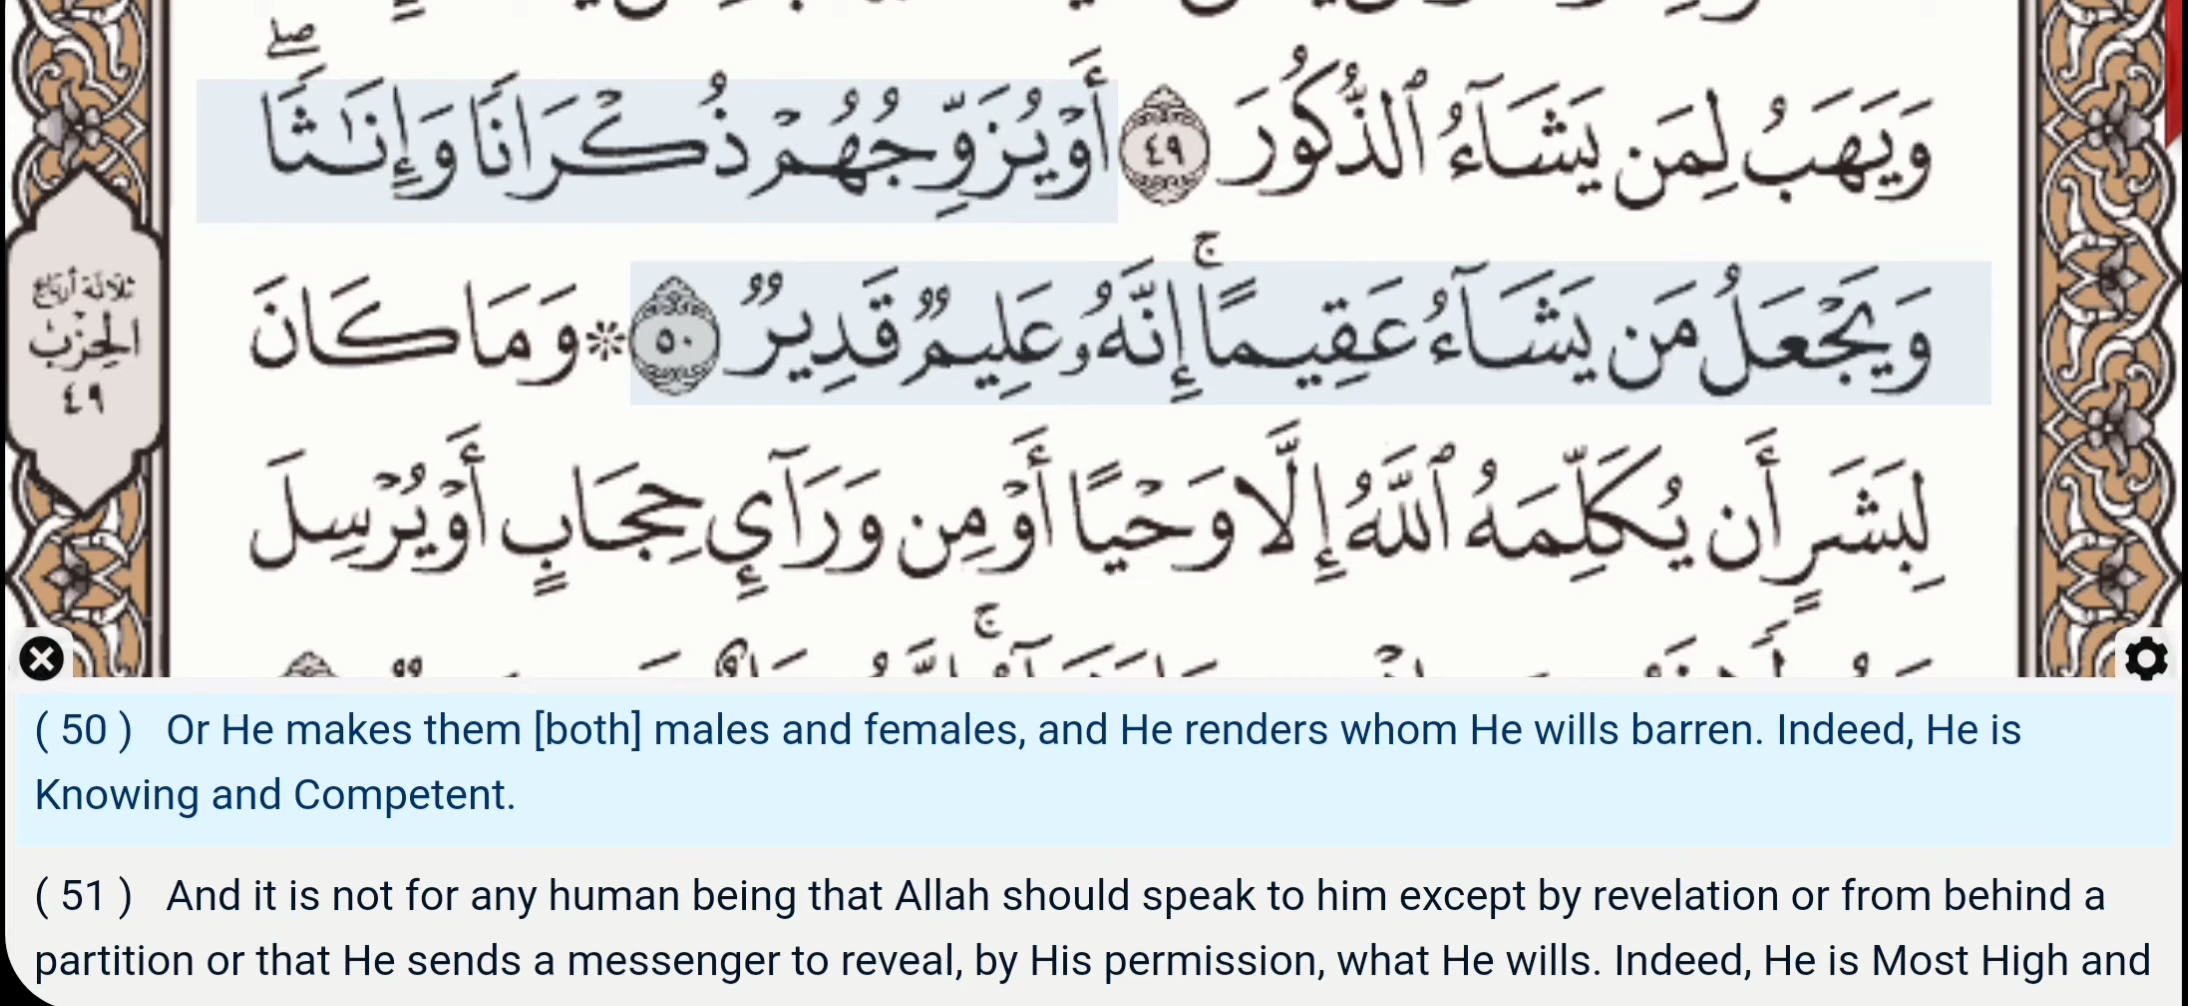 وَيَهَبُ لِمَن يَشَآءُ ٱلذُّكُورَ ٤٩ أَوْ يُزَوِّجُهُمْ ذُكْرَانًا وَإِنَٰثًا ۖ
وَيَجْعَلُ مَن يَشَآءُ عَقِيمًا ۚ إِنَّهُۥ عَلِيمٌ قَدِيرٌ ٥٠ ۞ وَمَا كَانَ
ثلاثة أرباع
الحزب
٤٩
لِبَشَرٍ أَن يُكَلِّمَهُ ٱللَّهُ إِلَّا وَحْيًا أَوْ مِن وَرَآئِ حِجَابٍ أَوْ يُرْسِلَ
( 50 ) Or He makes them [both] males and females, and He renders whom He wills barren. Indeed, He is
Knowing and Competent.
( 51 ) And it is not for any human being that Allah should speak to him except by revelation or from behind a
partition or that He sends a messenger to reveal, by His permission, what He wills. Indeed, He is Most High and